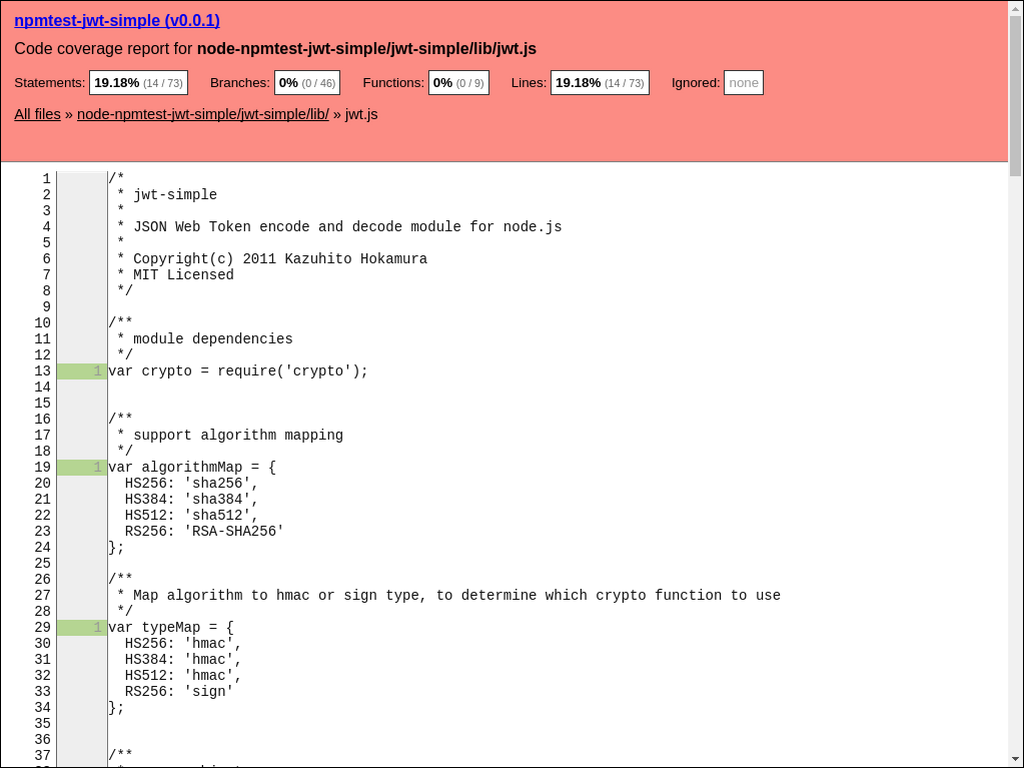 npmtest-jwt-simple (v0.0.1)
Code coverage report for node-npmtest-jwt-simple/jwt-simple/lib/jwt.js
Statements: 19.18% (14 / 73) Branches: 0% (0 / 46) Functions: 0% (0 / 9) Lines: 19.18% (14 / 73) Ignored: none
All files » node-npmtest-jwt-simple/jwt-simple/lib/ » jwt.js
1 /*
2  * jwt-simple
3  *
4  * JSON Web Token encode and decode module for node.js
5  *
6  * Copyright(c) 2011 Kazuhito Hokamura
7  * MIT Licensed
8  */
9
10 /**
11  * module dependencies
12  */
13 1 var crypto = require('crypto');
14
15
16 /**
17  * support algorithm mapping
18  */
19 1 var algorithmMap = {
20   HS256: 'sha256',
21   HS384: 'sha384',
22   HS512: 'sha512',
23   RS256: 'RSA-SHA256'
24 };
25
26 /**
27  * Map algorithm to hmac or sign type, to determine which crypto function to use
28  */
29 1 var typeMap = {
30   HS256: 'hmac',
31   HS384: 'hmac',
32   HS512: 'hmac',
33   RS256: 'sign'
34 };
35
36
37 /**